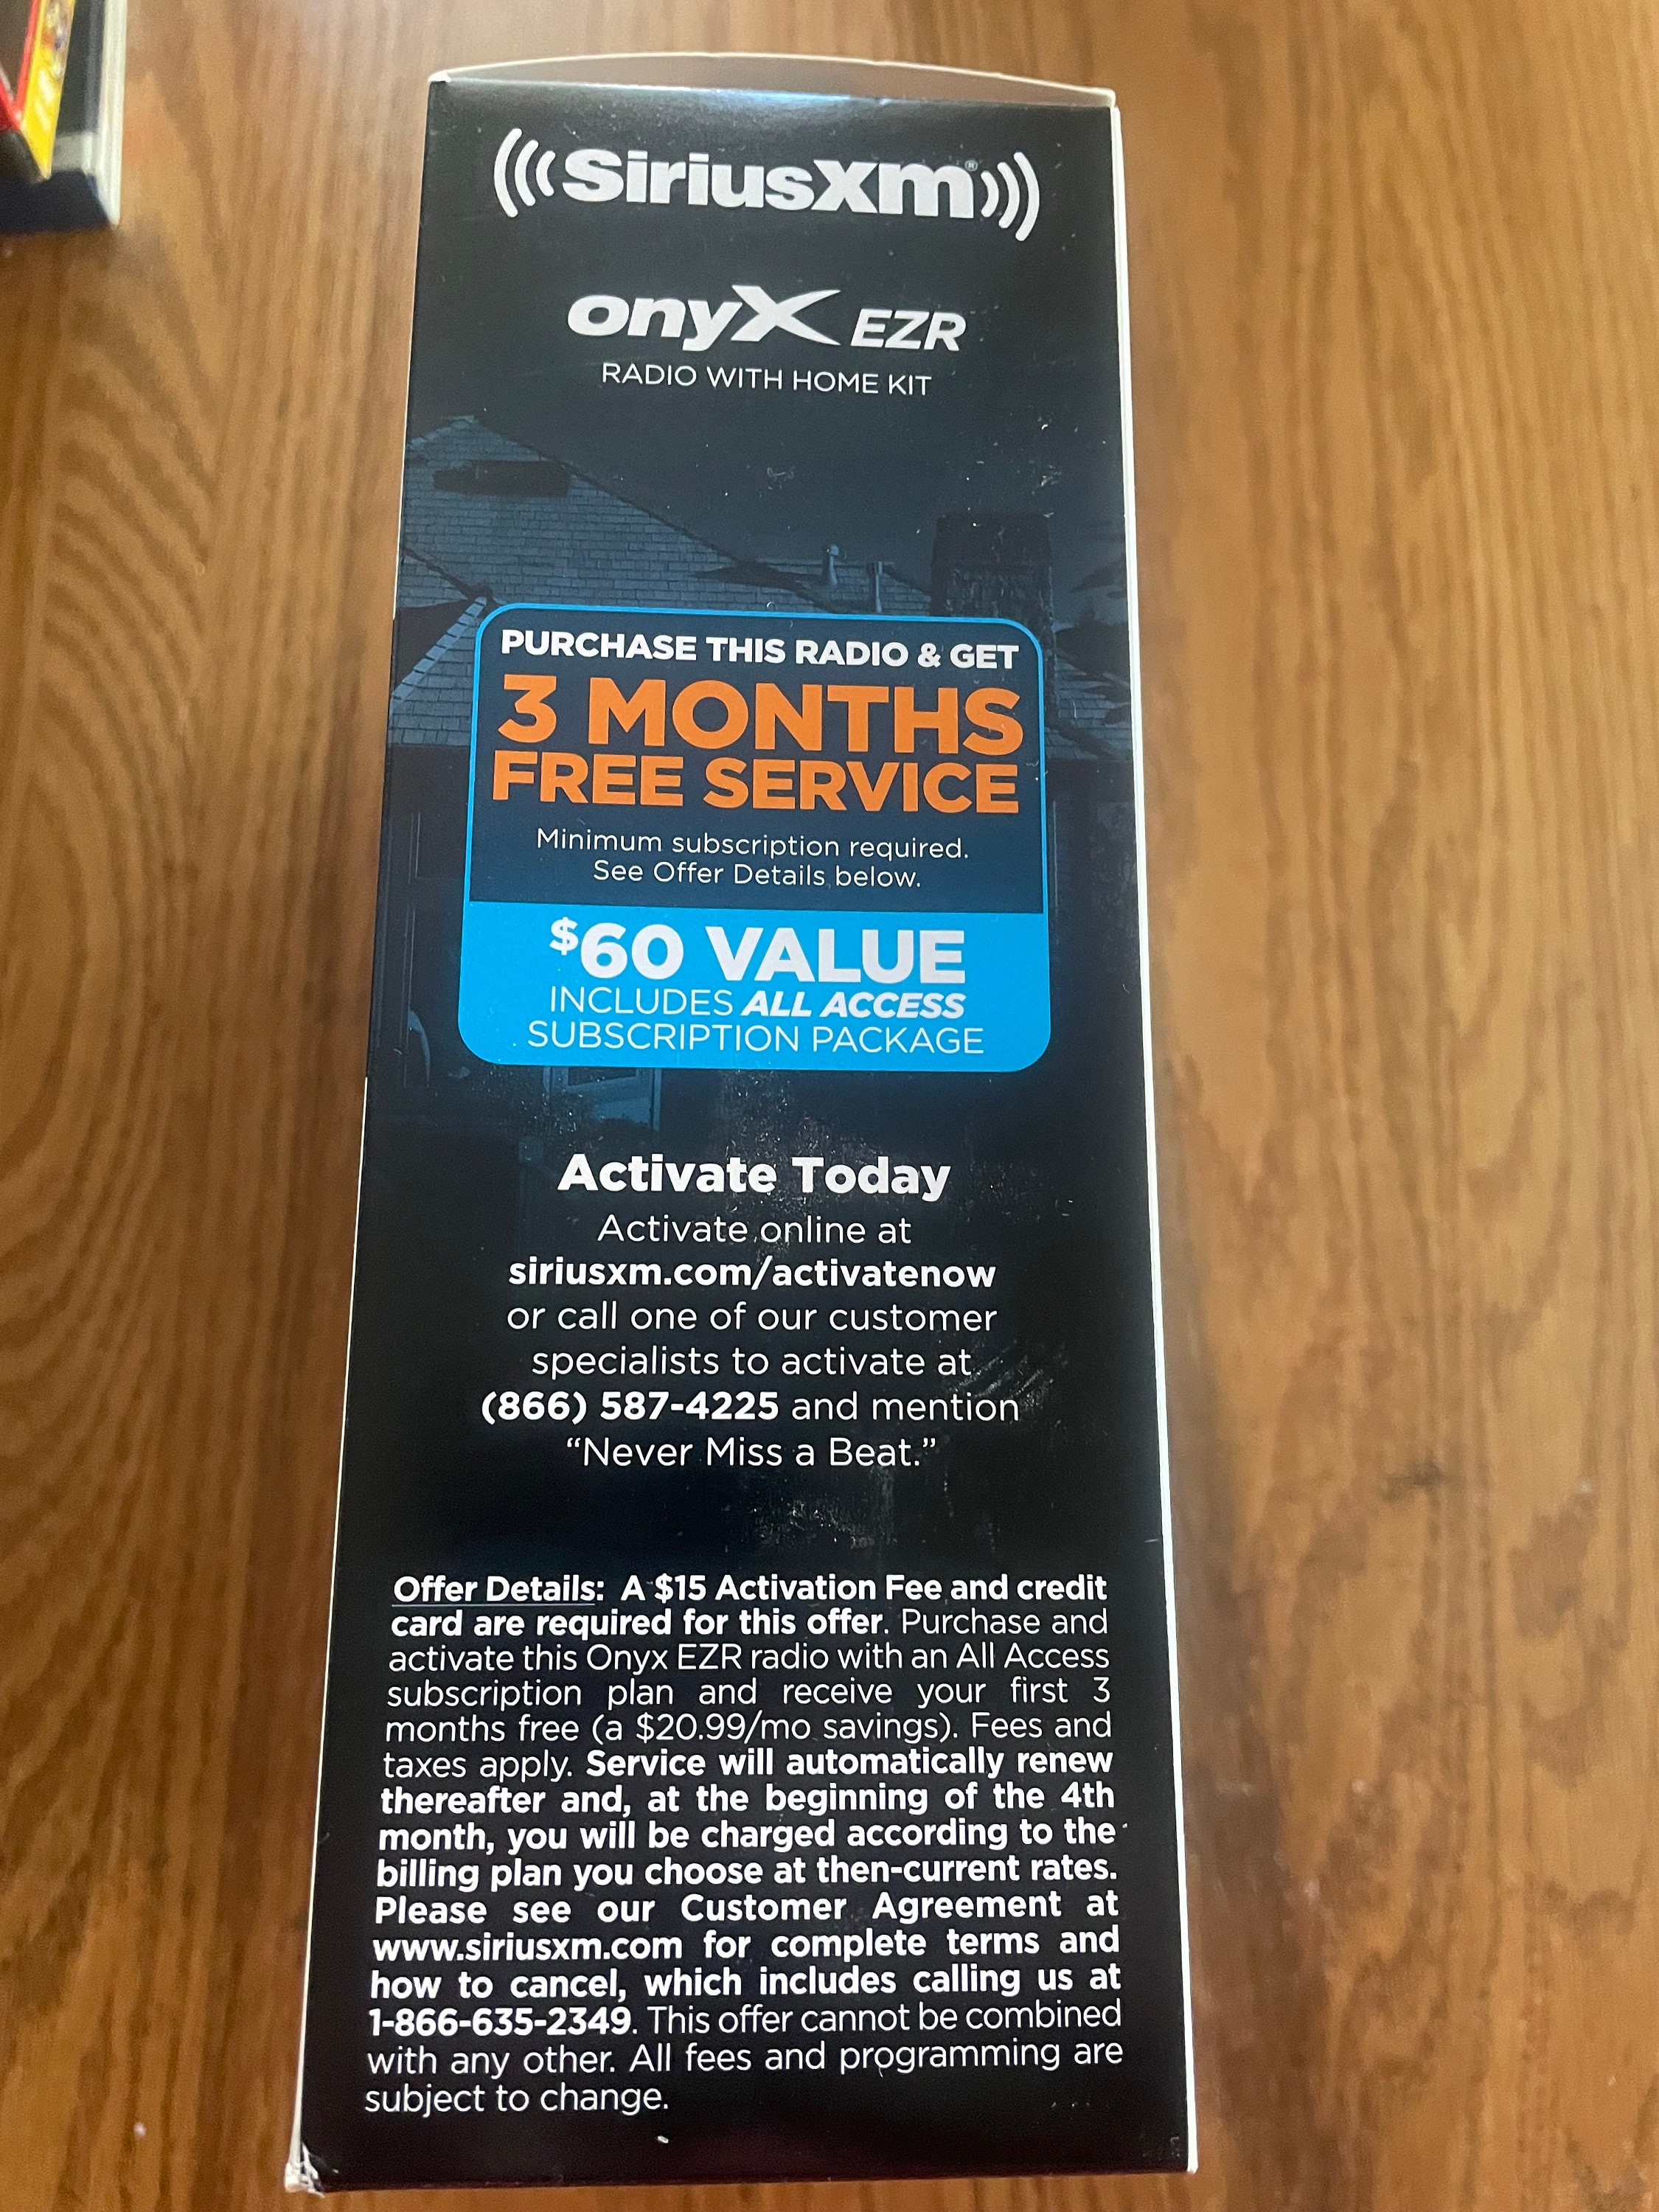 SiriusXm®
onyX EZR
RADIO WITH HOME KIT
PURCHASE THIS RADIO & GET
3 MONTHS
FREE SERVICE
Minimum subscription required.
See Offer Details below.
$60 VALUE
INCLUDES ALL ACCESS
SUBSCRIPTION PACKAGE
Activate Today
Activate online at
siriusxm.com/activatenow
or call one of our customer
specialists to activate at
(866) 587-4225 and mention
“Never Miss a Beat.”
Offer Details: A $15 Activation Fee and credit
card are required for this offer. Purchase and
activate this Onyx EZR radio with an All Access
subscription plan and receive your first 3
months free (a $20.99/mo savings). Fees and
taxes apply. Service will automatically renew
thereafter and, at the beginning of the 4th
month, you will be charged according to the
billing plan you choose at then-current rates.
Please see our Customer Agreement at
www.siriusxm.com for complete terms and
how to cancel, which includes calling us at
1-866-635-2349. This offer cannot be combined
with any other. All fees and programming are
subject to change.